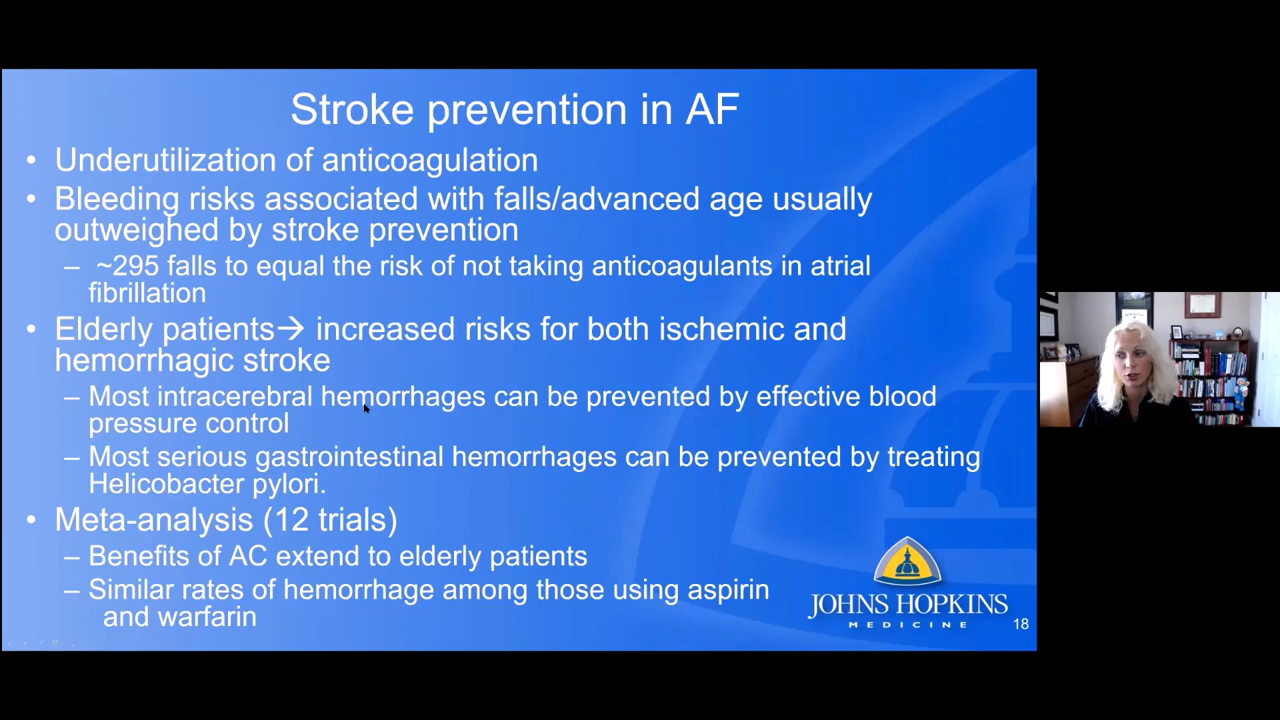 Stroke prevention in AF
• Underutilization of anticoagulation
• Bleeding risks associated with falls/advanced age usually
outweighed by stroke prevention
– ~295 falls to equal the risk of not taking anticoagulants in atrial
fibrillation
• Elderly patients→ increased risks for both ischemic and
hemorrhagic stroke
– Most intracerebral hemorrhages can be prevented by effective blood
pressure control
– Most serious gastrointestinal hemorrhages can be prevented by treating
Helicobacter pylori.
• Meta-analysis (12 trials)
– Benefits of AC extend to elderly patients
– Similar rates of hemorrhage among those using aspirin
and warfarin
JOHNS HOPKINS
MEDICINE
18